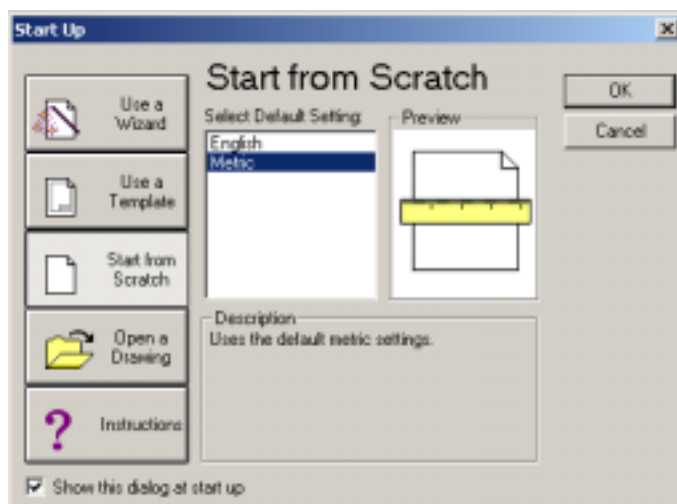 Start Up
Use a
Wizard
Use a
Template
Start from
Scratch
Open a
Drawing
Instructions
Start from Scratch
Select Default Setting:
English
Metric
Preview
Description
Uses the default metric settings.
OK
Cancel
Show this dialog at start up